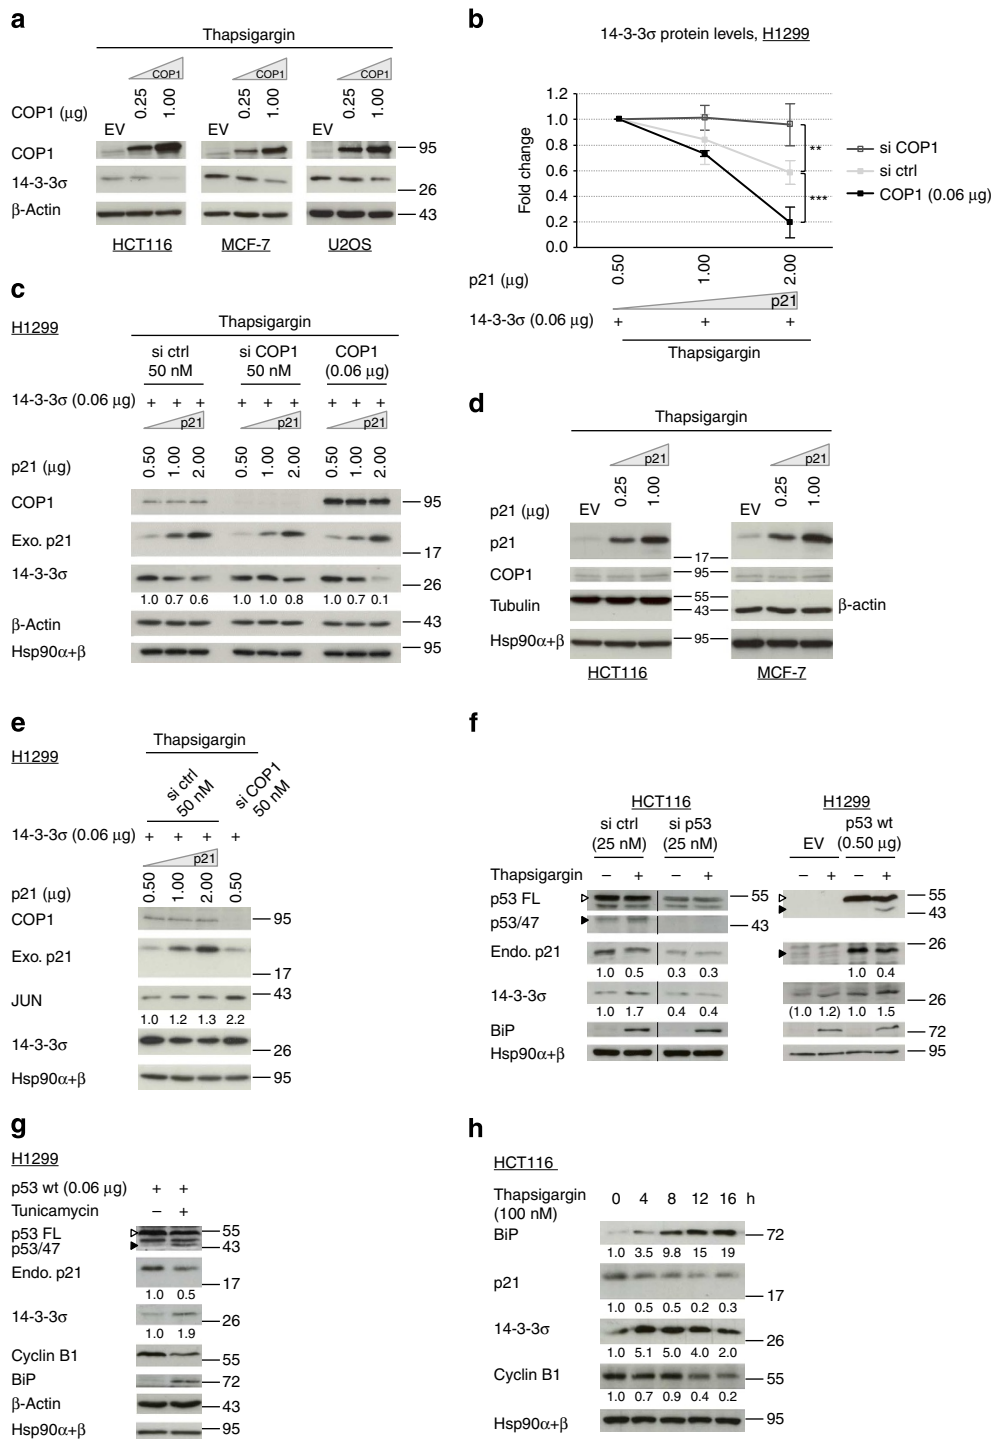 a
Thapsigargin
COP1 COP1 COP1
COP1 (μg) 0.25 1.00 0.25 1.00 0.25 1.00
EV EV EV
COP1 95
14-3-3σ 26
β-Actin 43
HCT116 MCF-7 U2OS
b
14-3-3σ protein levels, H1299
Fold change
1.2
1.0
0.8
0.6
0.4
0.2
0.0
**
***
si COP1
si ctrl
COP1 (0.06 μg)
p21 (μg) 0.50 1.00 2.00
p21
14-3-3σ (0.06 μg) + + +
Thapsigargin
c
H1299
Thapsigargin
si ctrl 50 nM si COP1 50 nM COP1 (0.06 μg)
14-3-3σ (0.06 μg) + + + + + + + + +
p21 p21 p21
p21 (μg) 0.50 1.00 2.00 0.50 1.00 2.00 0.50 1.00 2.00
COP1 95
Exo. p21 17
14-3-3σ 26
1.0 0.7 0.6 1.0 1.0 0.8 1.0 0.7 0.1
β-Actin 43
Hsp90α+β 95
d
Thapsigargin
p21 p21
p21 (μg) EV 0.25 1.00 EV 0.25 1.00
p21 17
COP1 95
Tubulin 55
43 β-actin
Hsp90α+β 95
HCT116 MCF-7
e
H1299
Thapsigargin
si ctrl 50 nM si COP1 50 nM
14-3-3σ (0.06 μg) + + + +
p21
p21 (μg) 0.50 1.00 2.00 0.50
COP1 95
Exo. p21 17
JUN 43
1.0 1.2 1.3 2.2
14-3-3σ 26
Hsp90α+β 95
f
HCT116 H1299
si ctrl (25 nM) si p53 (25 nM) EV p53 wt (0.50 μg)
Thapsigargin − + − + − + − +
p53 FL 55 55
p53/47 43 43
Endo. p21 26
1.0 0.5 0.3 0.3 1.0 0.4
14-3-3σ 26
1.0 1.7 0.4 0.4 (1.0 1.2) 1.0 1.5
BiP 72
Hsp90α+β 95
g
H1299
p53 wt (0.06 μg) + +
Tunicamycin − +
p53 FL 55
p53/47 43
Endo. p21 17
1.0 0.5
14-3-3σ 26
1.0 1.9
Cyclin B1 55
BiP 72
β-Actin 43
Hsp90α+β 95
h
HCT116
Thapsigargin (100 nM) 0 4 8 12 16 h
BiP 72
1.0 3.5 9.8 15 19
p21 17
1.0 0.5 0.5 0.2 0.3
14-3-3σ 26
1.0 5.1 5.0 4.0 2.0
Cyclin B1 55
1.0 0.7 0.9 0.4 0.2
Hsp90α+β 95